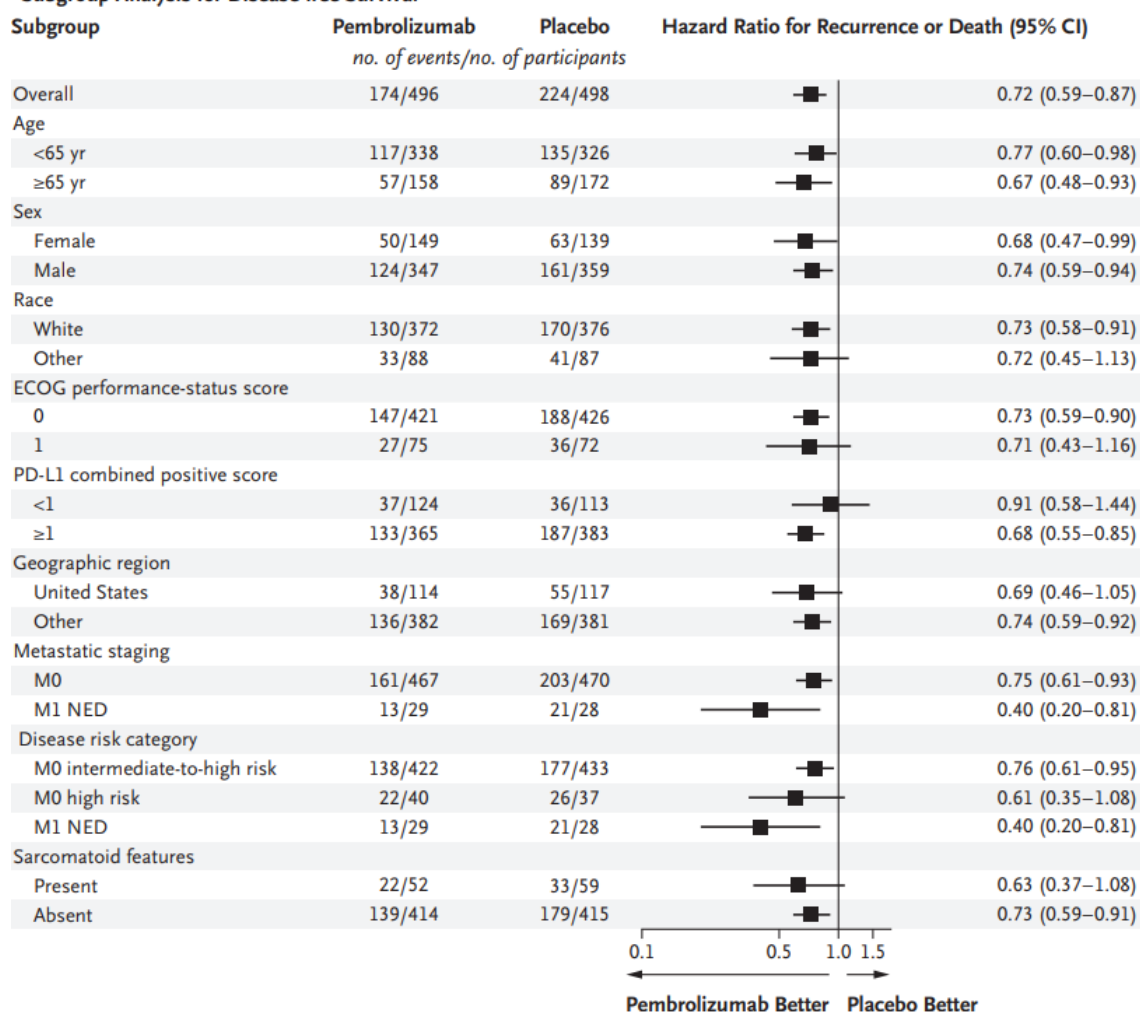 Subgroup Analysis for Disease-free Survival
Subgroup Pembrolizumab Placebo Hazard Ratio for Recurrence or Death (95% CI)
no. of events/no. of participants
Overall 174/496 224/498 0.72 (0.59–0.87)
Age
<65 yr 117/338 135/326 0.77 (0.60–0.98)
≥65 yr 57/158 89/172 0.67 (0.48–0.93)
Sex
Female 50/149 63/139 0.68 (0.47–0.99)
Male 124/347 161/359 0.74 (0.59–0.94)
Race
White 130/372 170/376 0.73 (0.58–0.91)
Other 33/88 41/87 0.72 (0.45–1.13)
ECOG performance-status score
0 147/421 188/426 0.73 (0.59–0.90)
1 27/75 36/72 0.71 (0.43–1.16)
PD-L1 combined positive score
<1 37/124 36/113 0.91 (0.58–1.44)
≥1 133/365 187/383 0.68 (0.55–0.85)
Geographic region
United States 38/114 55/117 0.69 (0.46–1.05)
Other 136/382 169/381 0.74 (0.59–0.92)
Metastatic staging
M0 161/467 203/470 0.75 (0.61–0.93)
M1 NED 13/29 21/28 0.40 (0.20–0.81)
Disease risk category
M0 intermediate-to-high risk 138/422 177/433 0.76 (0.61–0.95)
M0 high risk 22/40 26/37 0.61 (0.35–1.08)
M1 NED 13/29 21/28 0.40 (0.20–0.81)
Sarcomatoid features
Present 22/52 33/59 0.63 (0.37–1.08)
Absent 139/414 179/415 0.73 (0.59–0.91)
0.1 0.5 1.0 1.5
Pembrolizumab Better Placebo Better